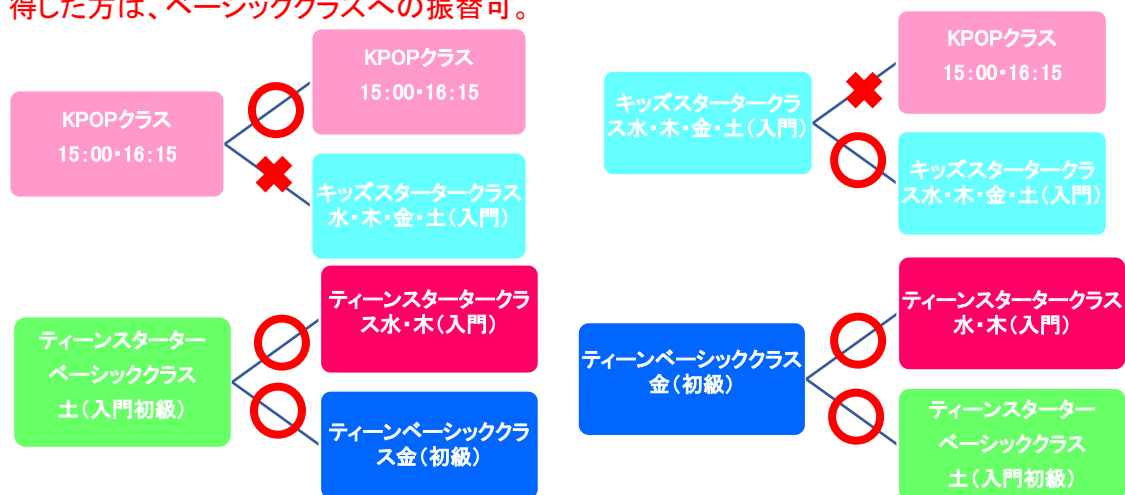 得した方は、ベーシッククラスへの振替可。
KPOPクラス
15:00・16:15
KPOPクラス
15:00・16:15
キッズスタータークラス
水・木・金・土(入門)
キッズスタータークラ
ス水・木・金・土(入門)
KPOPクラス
15:00・16:15
キッズスタータークラ
ス水・木・金・土(入門)
ティーンスターター
ベーシッククラス
土(入門初級)
ティーンスタータークラ
ス水・木(入門)
ティーンベーシッククラ
ス金(初級)
ティーンベーシッククラス
金(初級)
ティーンスタータークラス
水・木(入門)
ティーンスターター
ベーシッククラス
土(入門初級)